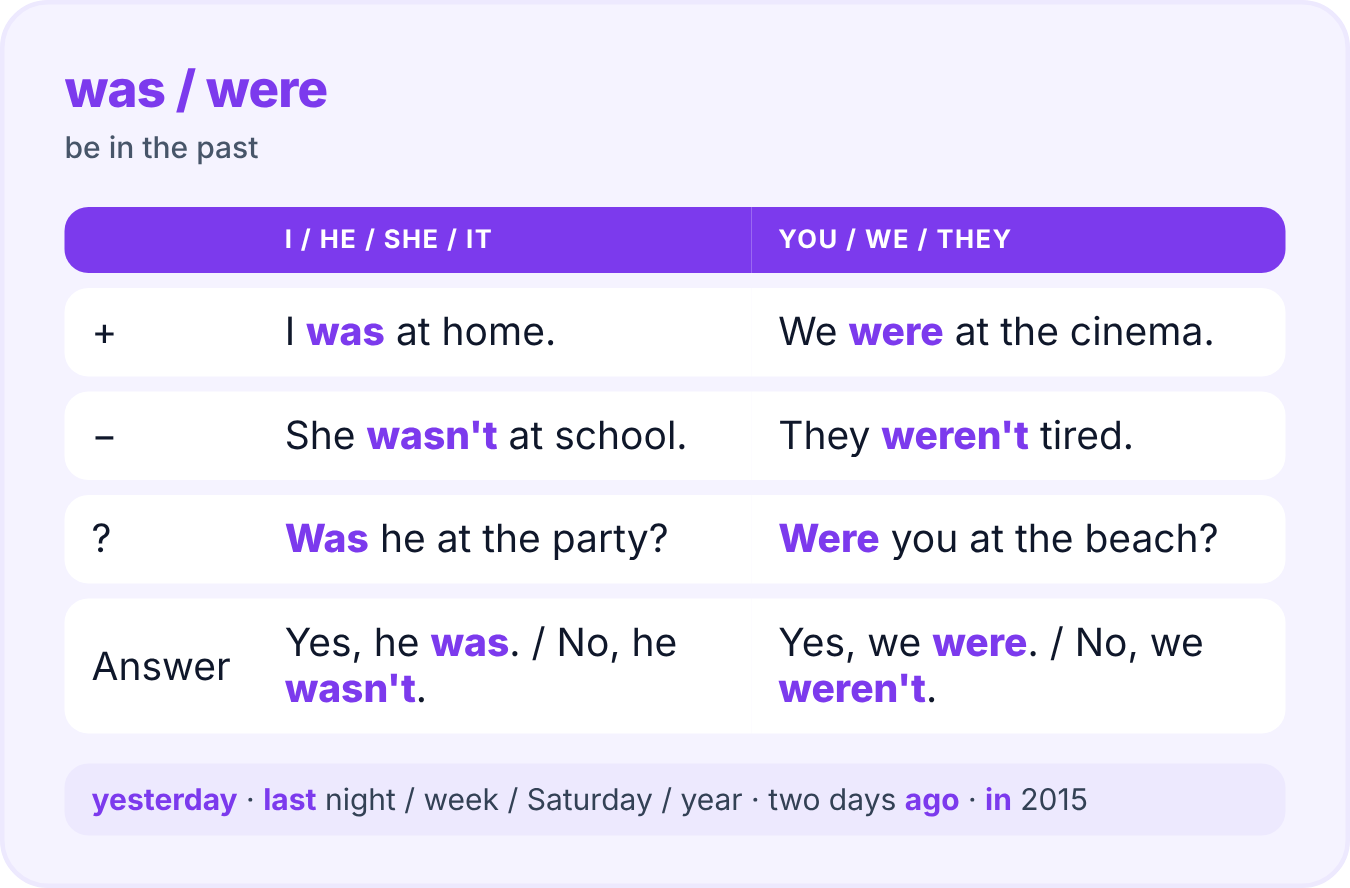 was / were
be in the past
I / HE / SHE / IT
YOU / WE / THEY
+
I was at home.
We were at the cinema.
−
She wasn't at school.
They weren't tired.
?
Was he at the party?
Were you at the beach?
Answer
Yes, he was. / No, he
wasn't.
Yes, we were. / No, we
weren't.
yesterday · last night / week / Saturday / year · two days ago · in 2015